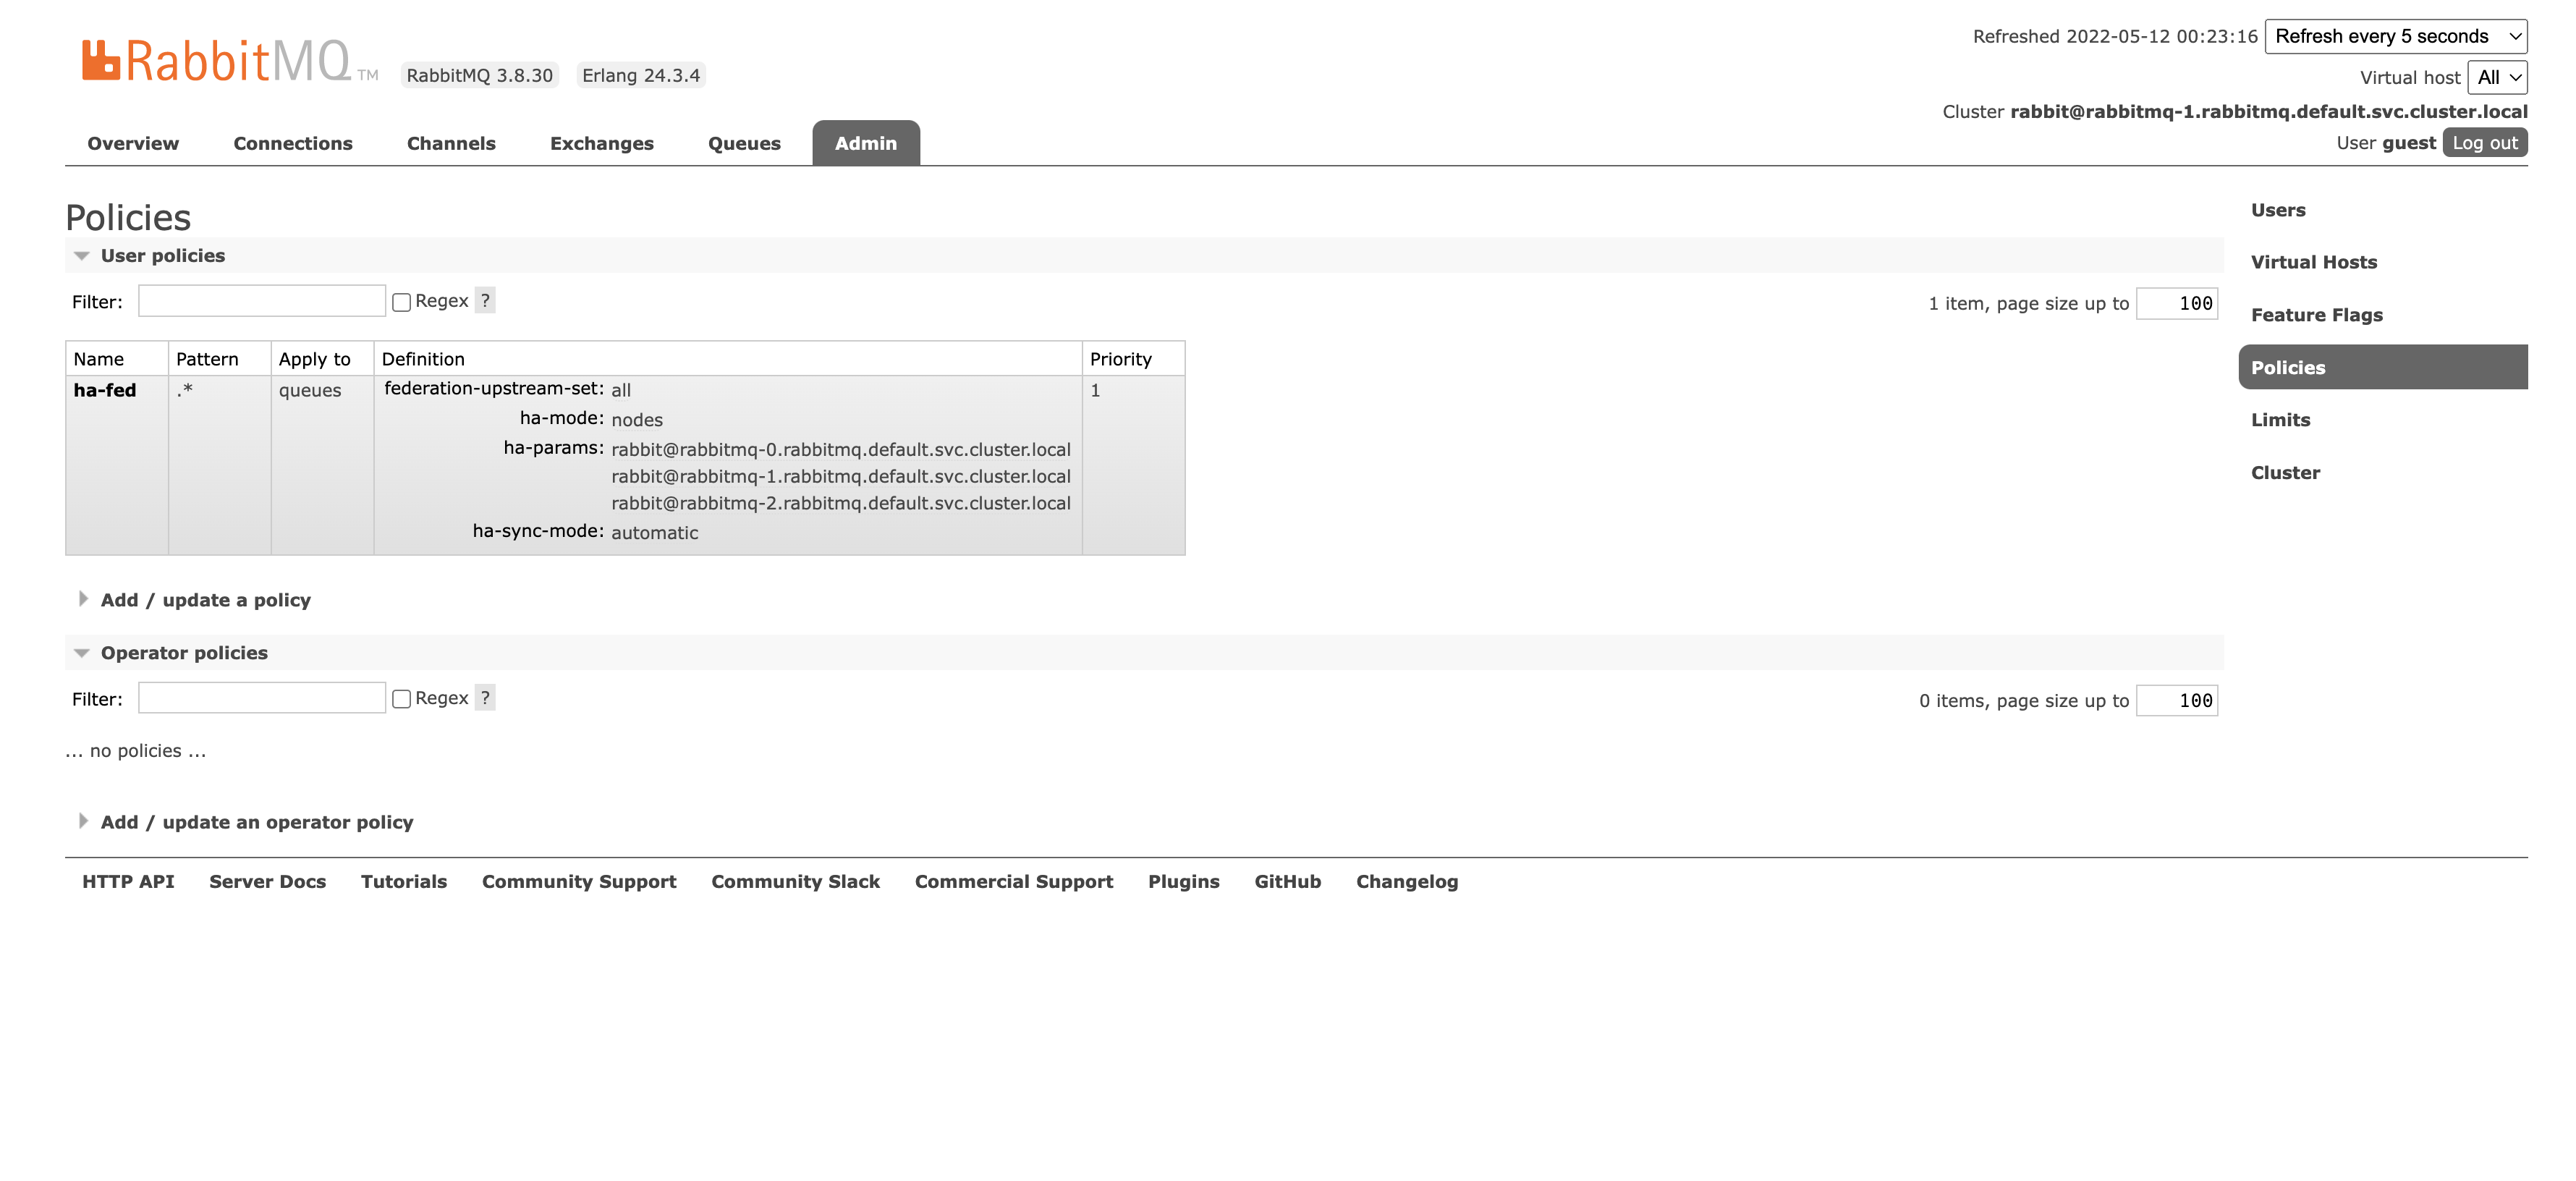 RabbitMQ TM RabbitMQ 3.8.30 Erlang 24.3.4
Refreshed 2022-05-12 00:23:16 Refresh every 5 seconds
Virtual host All
Cluster rabbit@rabbitmq-1.rabbitmq.default.svc.cluster.local
User guest Log out
Overview Connections Channels Exchanges Queues Admin
Policies
User policies
Filter: Regex ? 1 item, page size up to 100
Name Pattern Apply to Definition Priority
ha-fed .* queues federation-upstream-set: all 1
ha-mode: nodes
ha-params: rabbit@rabbitmq-0.rabbitmq.default.svc.cluster.local
rabbit@rabbitmq-1.rabbitmq.default.svc.cluster.local
rabbit@rabbitmq-2.rabbitmq.default.svc.cluster.local
ha-sync-mode: automatic
Add / update a policy
Operator policies
Filter: Regex ? 0 items, page size up to 100
... no policies ...
Add / update an operator policy
Users
Virtual Hosts
Feature Flags
Policies
Limits
Cluster
HTTP API Server Docs Tutorials Community Support Community Slack Commercial Support Plugins GitHub Changelog